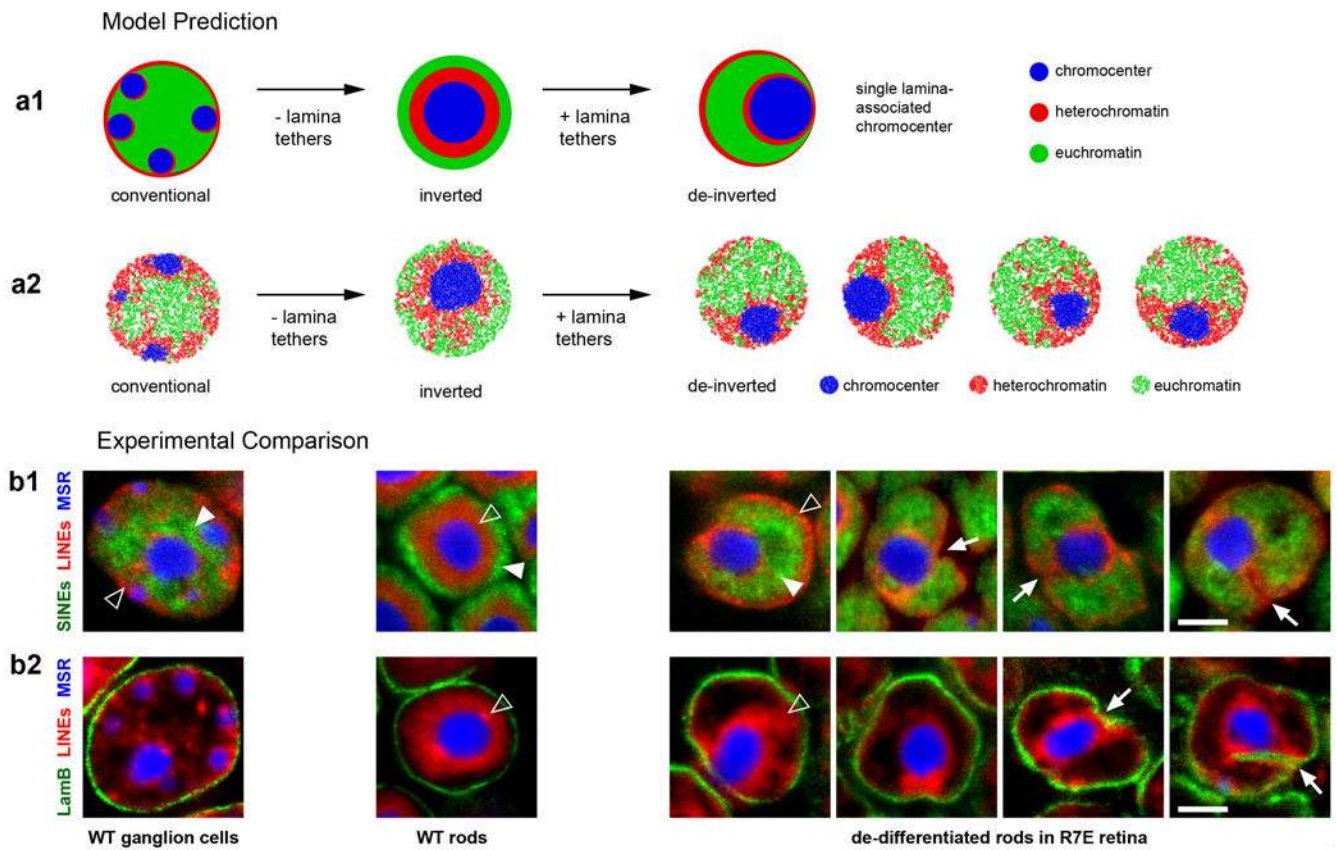 Model Prediction
a1
- lamina
tethers
+ lamina
tethers
single lamina-
associated
chromocenter
chromocenter
heterochromatin
euchromatin
conventional
inverted
de-inverted
a2
- lamina
tethers
+ lamina
tethers
conventional
inverted
de-inverted
chromocenter
heterochromatin
euchromatin
Experimental Comparison
b1
SINEs LINEs MSR
b2
LamB LINEs MSR
WT ganglion cells
WT rods
de-differentiated rods in R7E retina